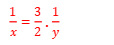 1/x = 3/2 . 1/y